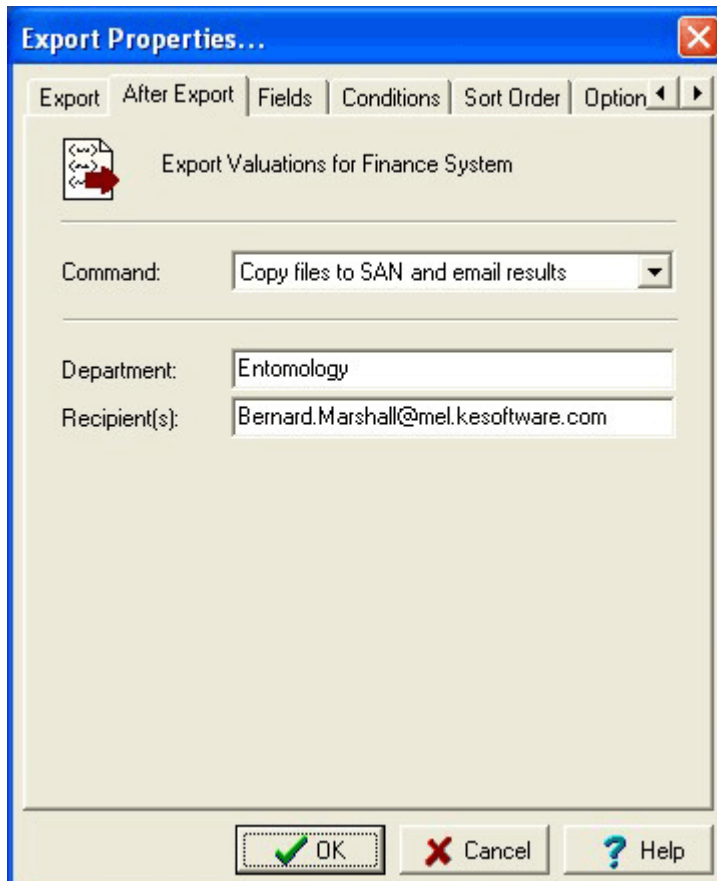 Export Properties...
Export After Export Fields Conditions Sort Order Option
Export Valuations for Finance System
Command: Copy files to SAN and email results
Department: Entomology
Recipient(s): Bernard.Marshall@mel.kesoftware.com
OK Cancel Help